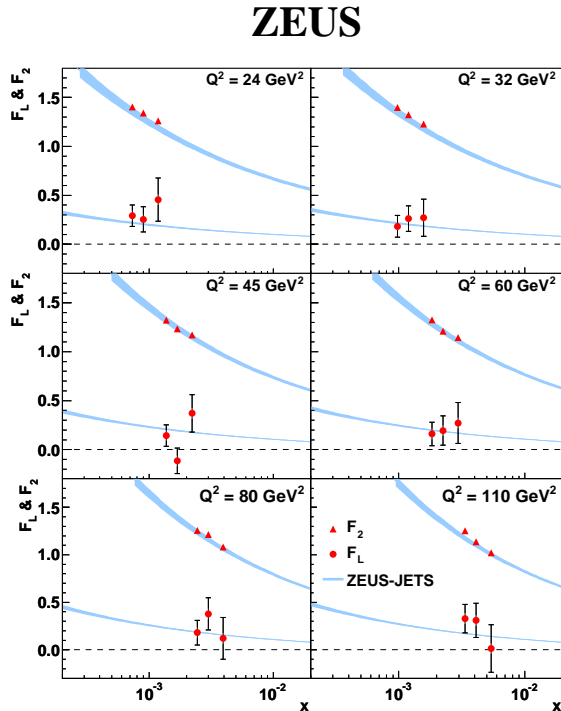 ZEUS
F_L & F_2
Q² = 24 GeV²
Q² = 32 GeV²
1.5
1.0
0.5
0.0
F_L & F_2
Q² = 45 GeV²
Q² = 60 GeV²
1.5
1.0
0.5
0.0
F_L & F_2
Q² = 80 GeV²
Q² = 110 GeV²
1.5
1.0
0.5
0.0
F_2
F_L
ZEUS-JETS
10⁻³ 10⁻² 10⁻³ 10⁻²
x x